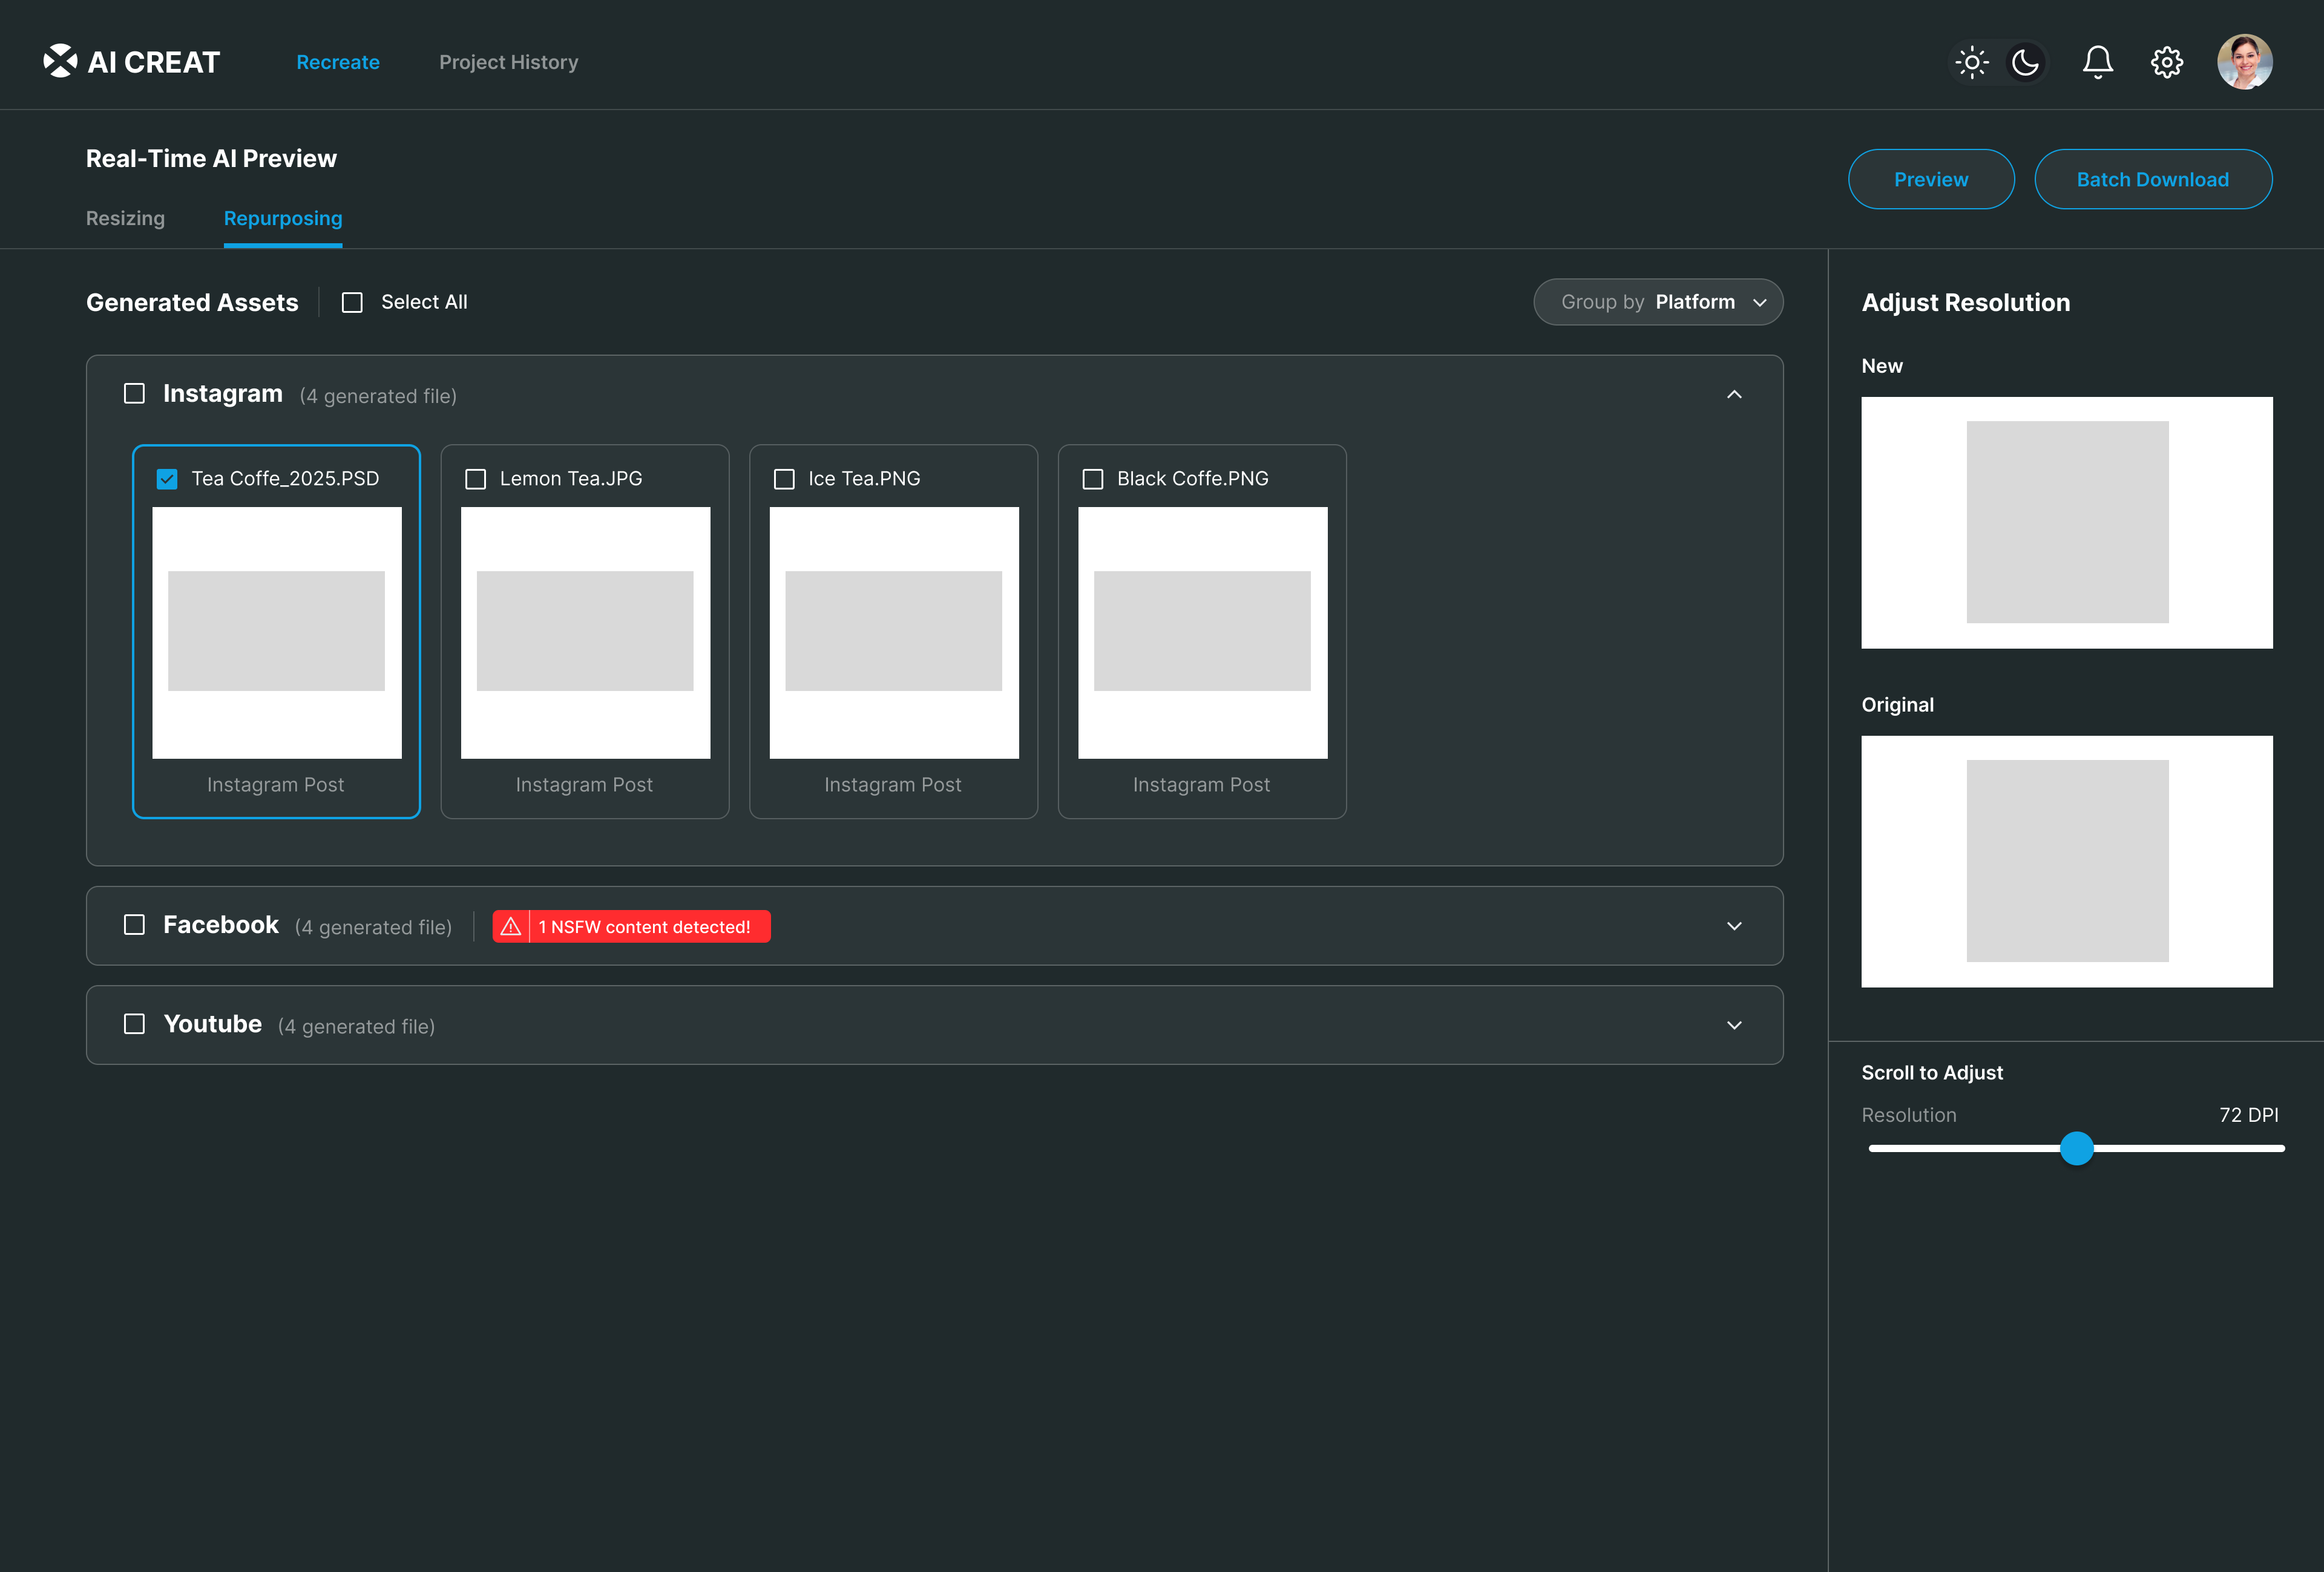 AI CREAT
Recreate
Project History
Real-Time AI Preview
Preview
Batch Download
Resizing
Repurposing
Generated Assets
Select All
Group by Platform
Adjust Resolution
New
Instagram (4 generated file)
Tea Coffe_2025.PSD
Lemon Tea.JPG
Ice Tea.PNG
Black Coffe.PNG
Instagram Post
Instagram Post
Instagram Post
Instagram Post
Original
Facebook (4 generated file)
1 NSFW content detected!
Youtube (4 generated file)
Scroll to Adjust
Resolution
72 DPI